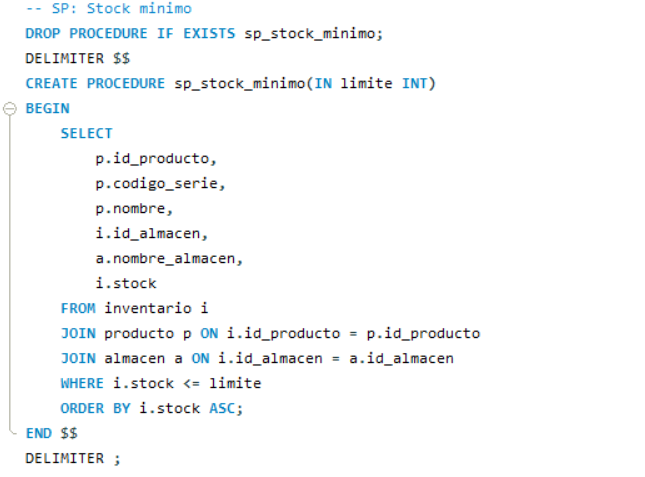 -- SP: Stock minimo
DROP PROCEDURE IF EXISTS sp_stock_minimo;
DELIMITER $$
CREATE PROCEDURE sp_stock_minimo(IN limite INT)
BEGIN
    SELECT
        p.id_producto,
        p.codigo_serie,
        p.nombre,
        i.id_almacen,
        a.nombre_almacen,
        i.stock
    FROM inventario i
    JOIN producto p ON i.id_producto = p.id_producto
    JOIN almacen a ON i.id_almacen = a.id_almacen
    WHERE i.stock <= limite
    ORDER BY i.stock ASC;
END $$
DELIMITER ;